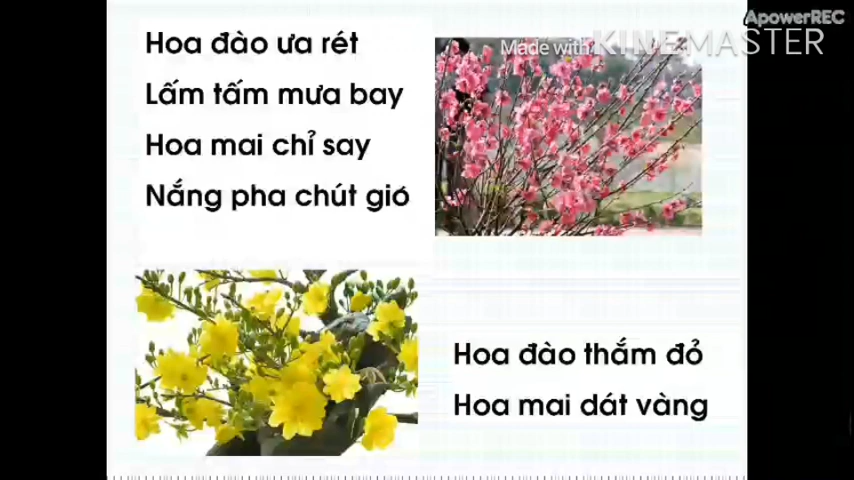 ApowerREC
Made with KINEMASTER
Hoa đào ưa rét
Lấm tấm mưa bay
Hoa mai chỉ say
Nắng pha chút gió
Hoa đào thắm đỏ
Hoa mai dát vàng